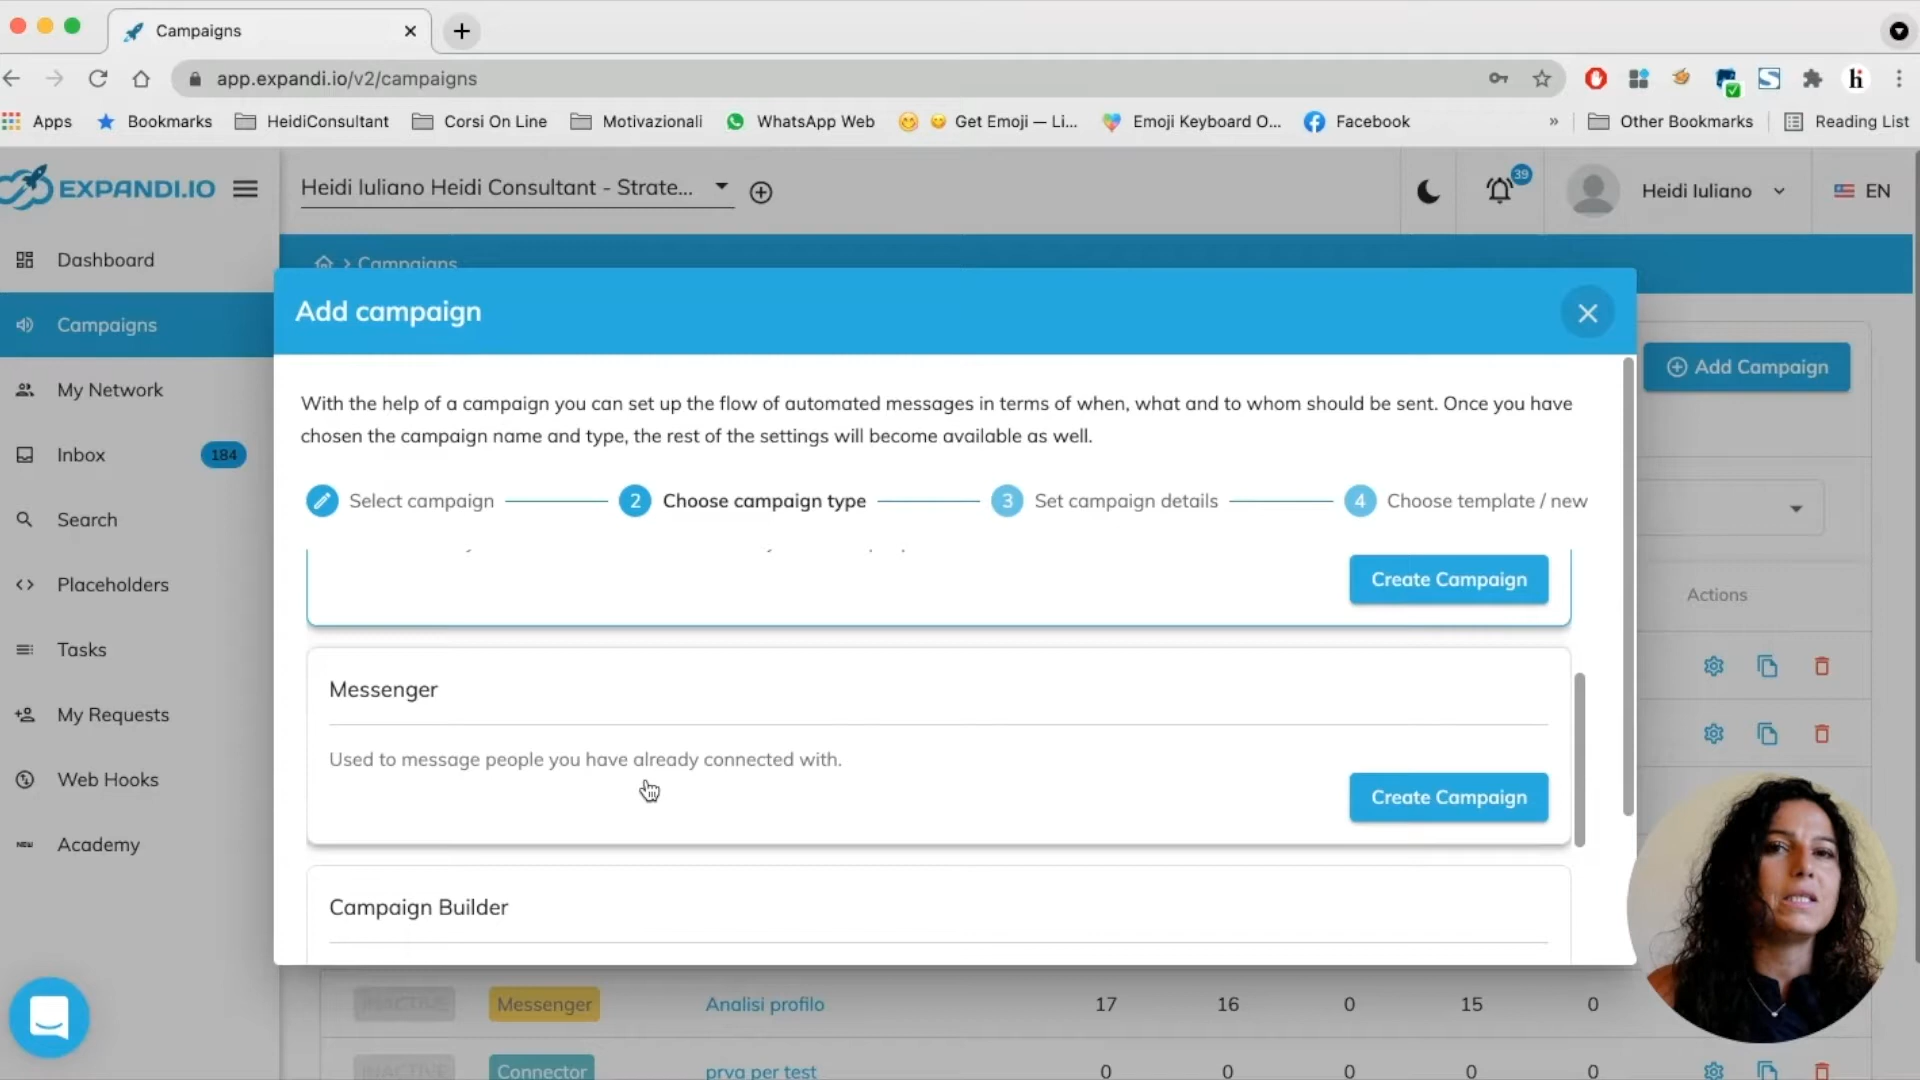 Campaigns
app.expandi.io/v2/campaigns
Apps Bookmarks HeidiConsultant Corsi On Line Motivazionali WhatsApp Web Get Emoji — Li... Emoji Keyboard O... Facebook » Other Bookmarks Reading List
EXPANDI.IO
Heidi Iuliano Heidi Consultant - Strate...
39
Heidi Iuliano
EN
Dashboard
Campaigns
My Network
Inbox 184
Search
Placeholders
Tasks
My Requests
Web Hooks
NEW Academy
> Campaigns
Add campaign
Add Campaign
With the help of a campaign you can set up the flow of automated messages in terms of when, what and to whom should be sent. Once you have
chosen the campaign name and type, the rest of the settings will become available as well.
Select campaign 2 Choose campaign type 3 Set campaign details 4 Choose template / new
Create Campaign
Actions
Messenger
Used to message people you have already connected with.
Create Campaign
Campaign Builder
INACTIVE Messenger Analisi profilo 17 16 0 15 0
INACTIVE Connector prva per test 0 0 0 0 0